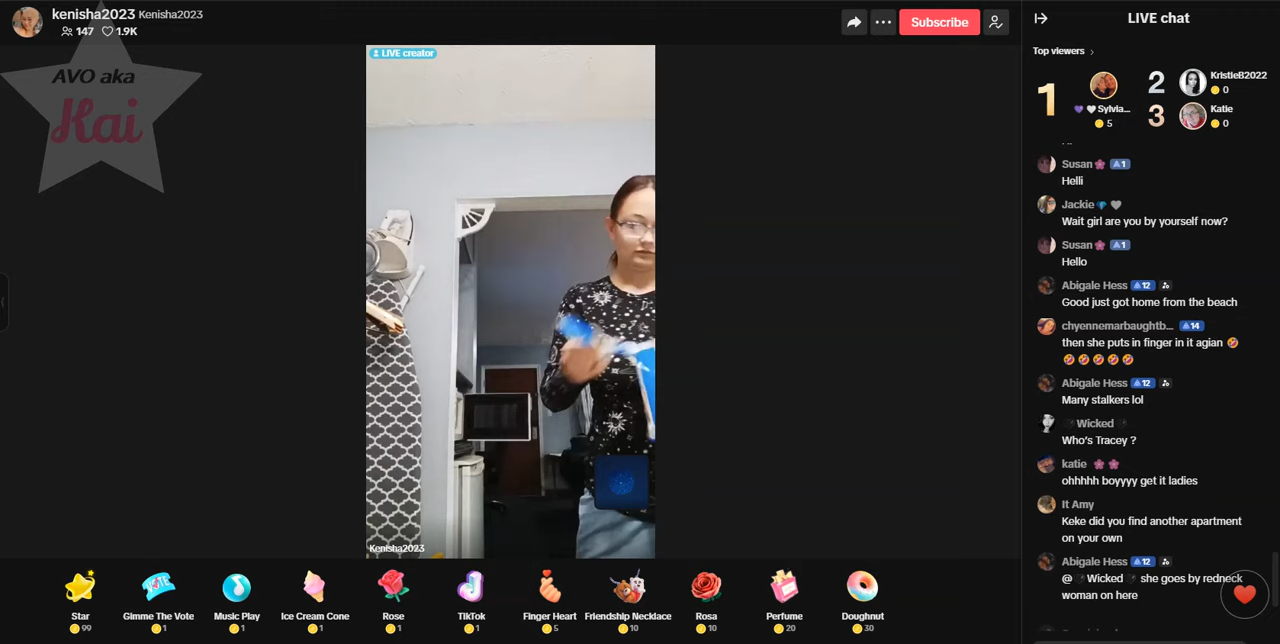 kenisha2023 Kenisha2023
147 1.9K
Subscribe
LIVE chat
AVO aka
Kai
LIVE creator
Kenisha2023
Top viewers
1
Sylvia...
5
2
KristieB2022
0
3
Katie
0
Susan 1
Helli
Jackie
Wait girl are you by yourself now?
Susan 1
Hello
Abigale Hess 12
Good just got home from the beach
chyennemarbaughtb... 14
then she puts in finger in it agian
Abigale Hess 12
Many stalkers lol
Wicked
Who's Tracey ?
katie
ohhhhh boyyyy get it ladies
It Amy
Keke did you find another apartment
on your own
Abigale Hess 12
@ Wicked she goes by redneck
woman on here
Star
99
Gimme The Vote
1
Music Play
1
Ice Cream Cone
1
Rose
1
TikTok
1
Finger Heart
5
Friendship Necklace
10
Rosa
10
Perfume
20
Doughnut
30